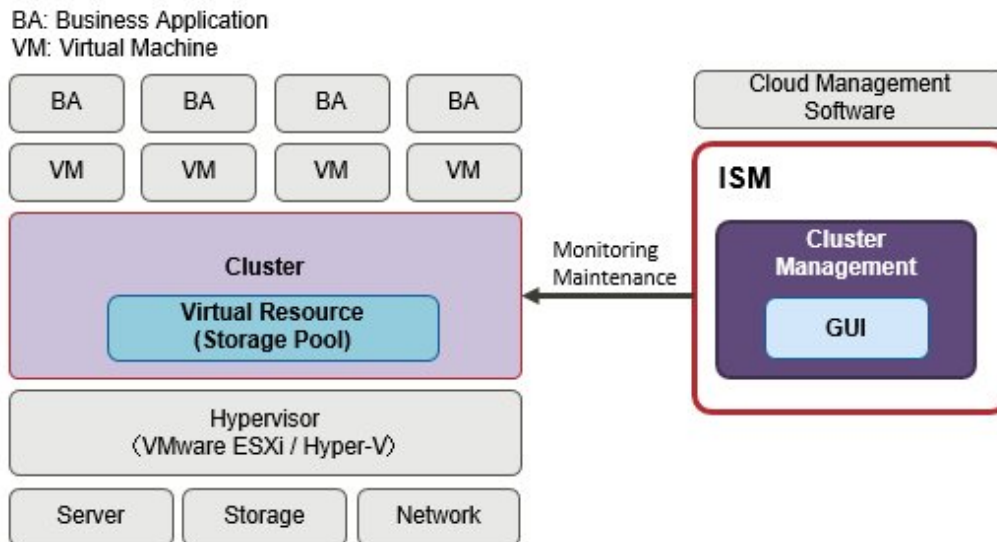 BA: Business Application
VM: Virtual Machine
BA
BA
BA
BA
VM
VM
VM
VM
Cluster
Virtual Resource
(Storage Pool)
Hypervisor
(VMware ESXi / Hyper-V)
Server
Storage
Network
Monitoring
Maintenance
Cloud Management
Software
ISM
Cluster
Management
GUI